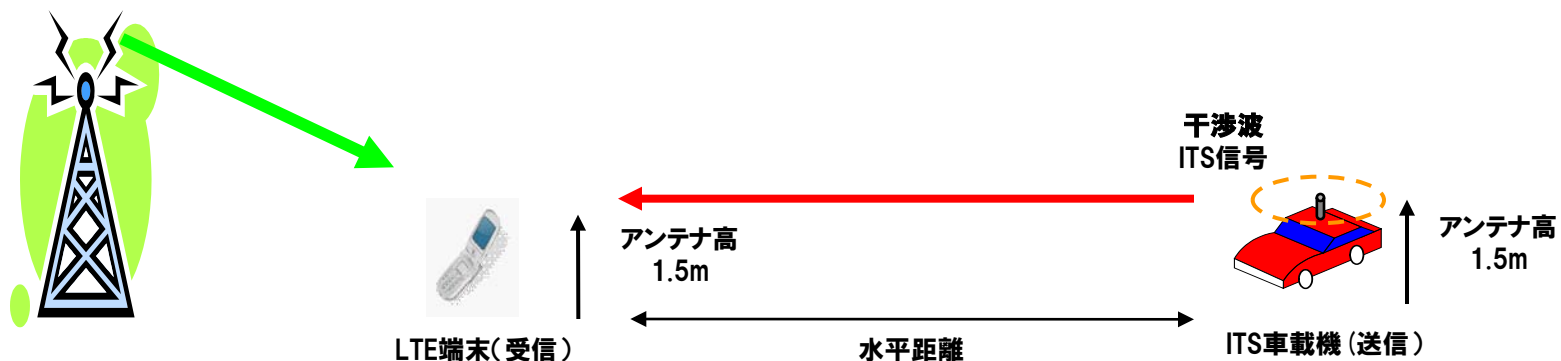 干渉波
ITS信号
アンテナ高
1.5m
アンテナ高
1.5m
LTE端末(受信)
水平距離
ITS車載機(送信)